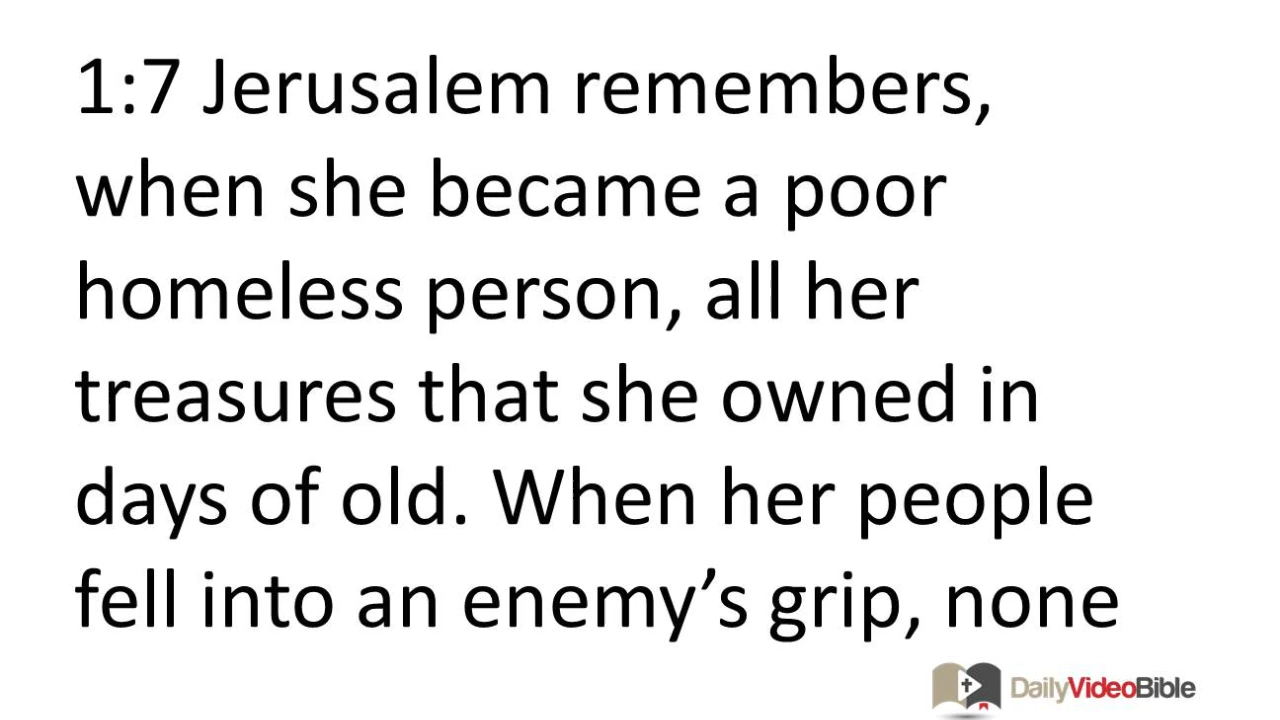 1:7 Jerusalem remembers,
when she became a poor
homeless person, all her
treasures that she owned in
days of old. When her people
fell into an enemy’s grip, none
DailyVideoBible